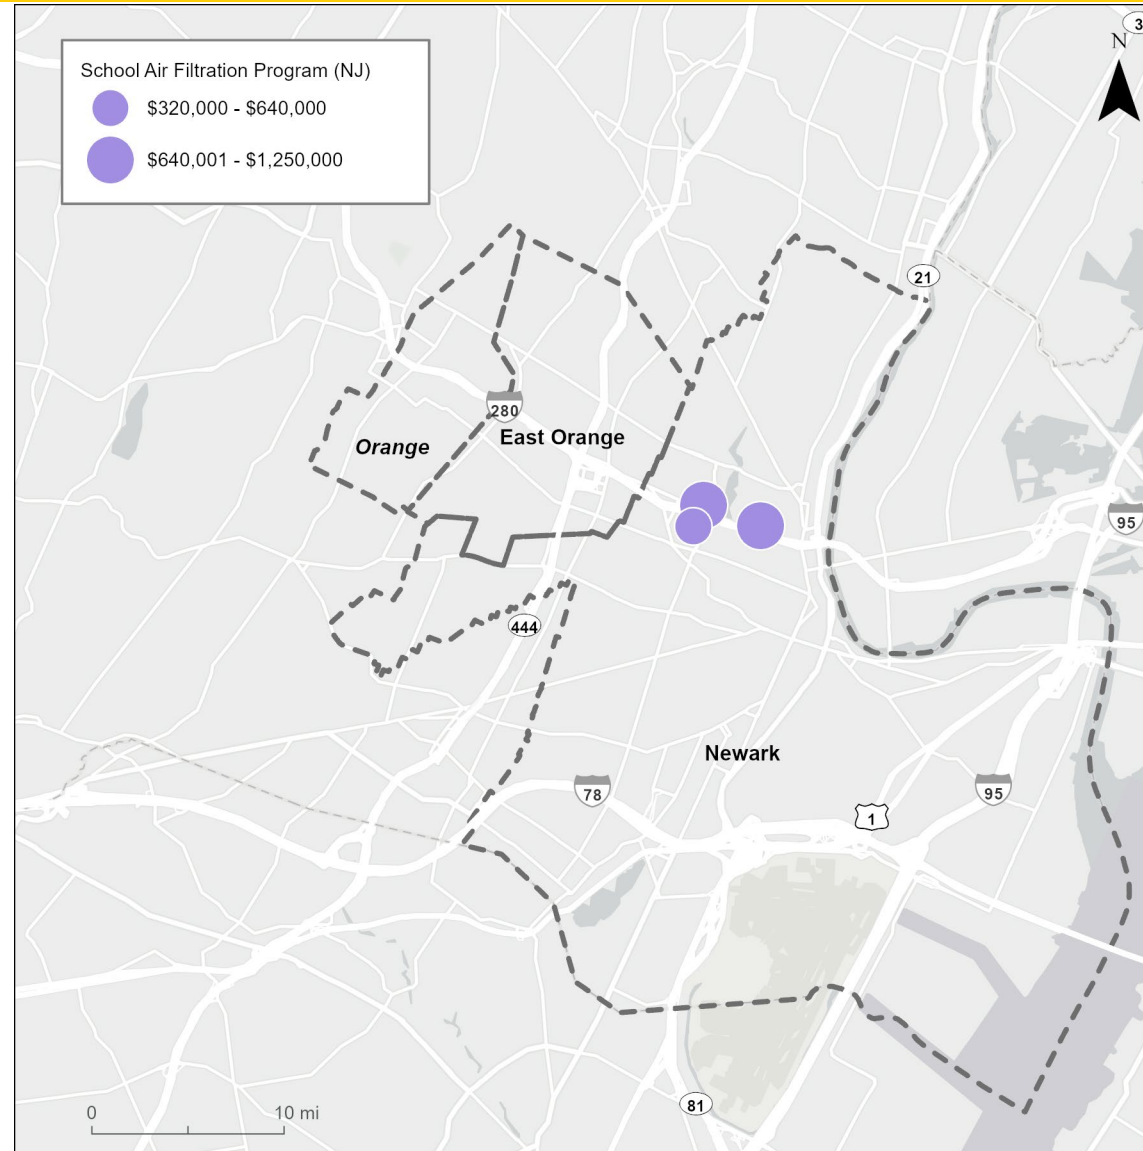 School Air Filtration Program (NJ)
$320,000 - $640,000
$640,001 - $1,250,000
3
N
21
280
East Orange
Orange
95
444
Newark
78
95
1
81
0 10 mi